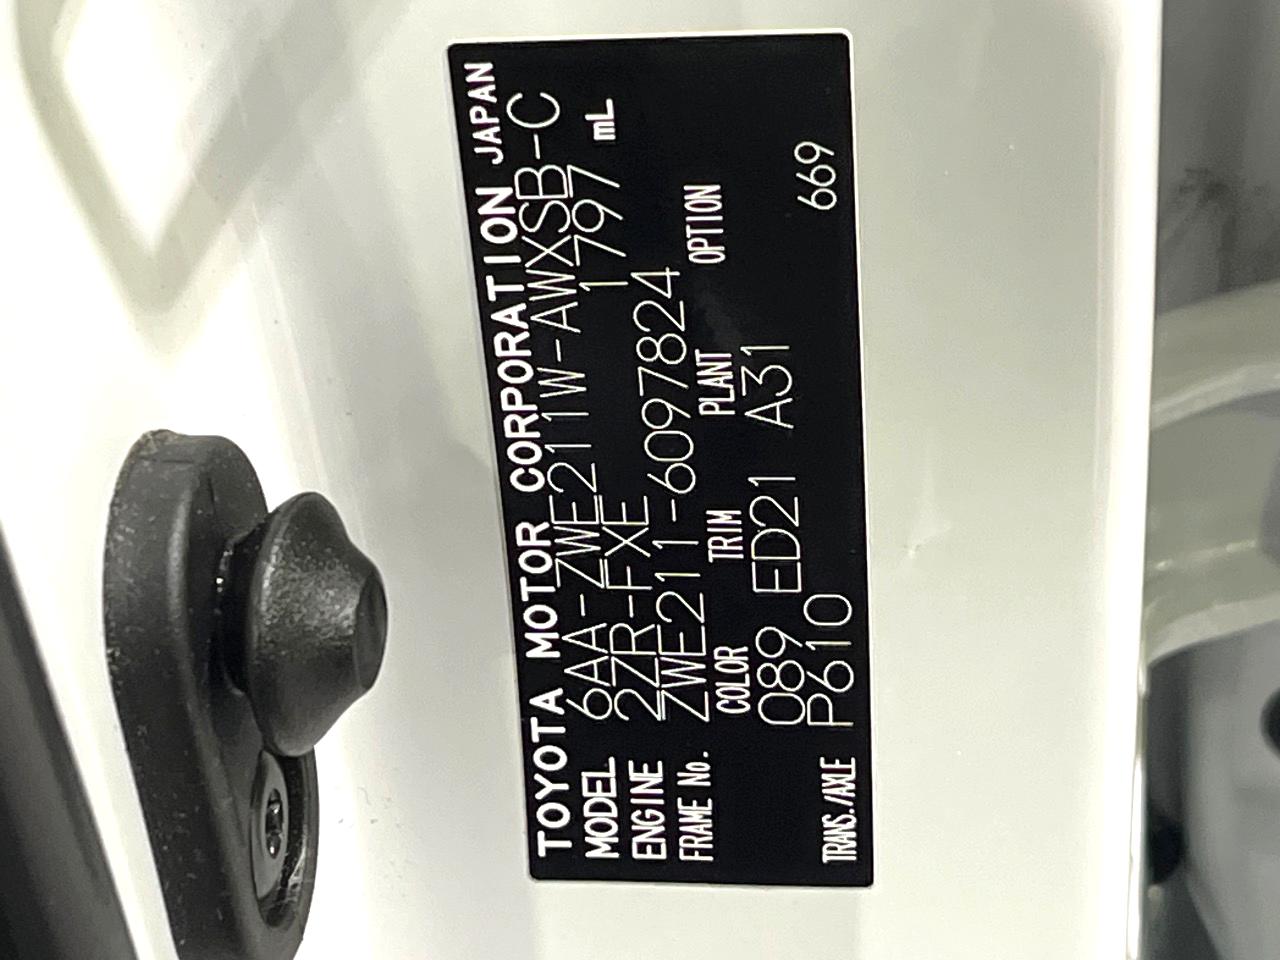 TOYOTA MOTOR CORPORATION JAPAN
MODEL 6AA-ZWE211W-AWXSB-C
ENGINE 2ZR-FXE 1797 mL
FRAME No. ZWE211-6097824
COLOR TRIM PLANT OPTION
089 ED21 A31
TRANS./AXLE P610 669